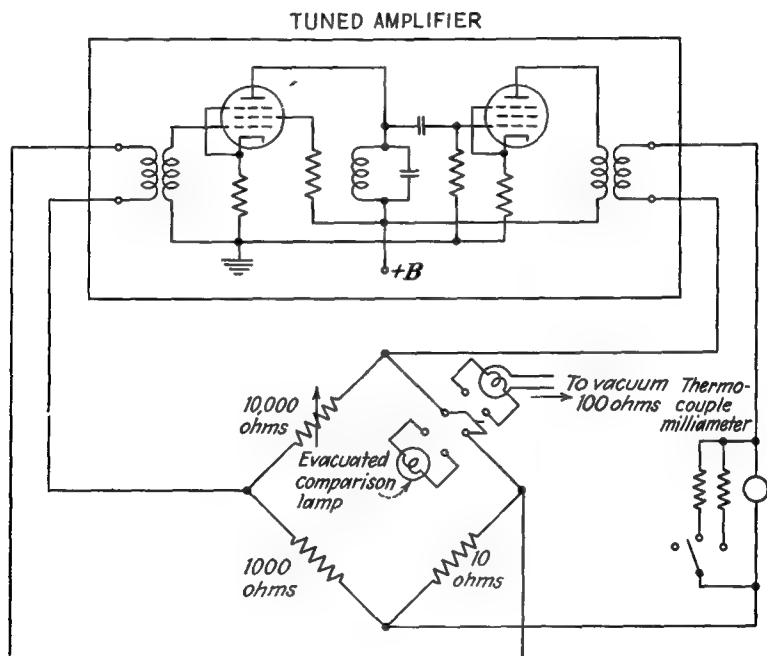 TUNED AMPLIFIER
+B
10,000
ohms
To vacuum
100 ohms
Thermo-
couple
milliameter
Evacuated
comparison
lamp
1000
ohms
10
ohms